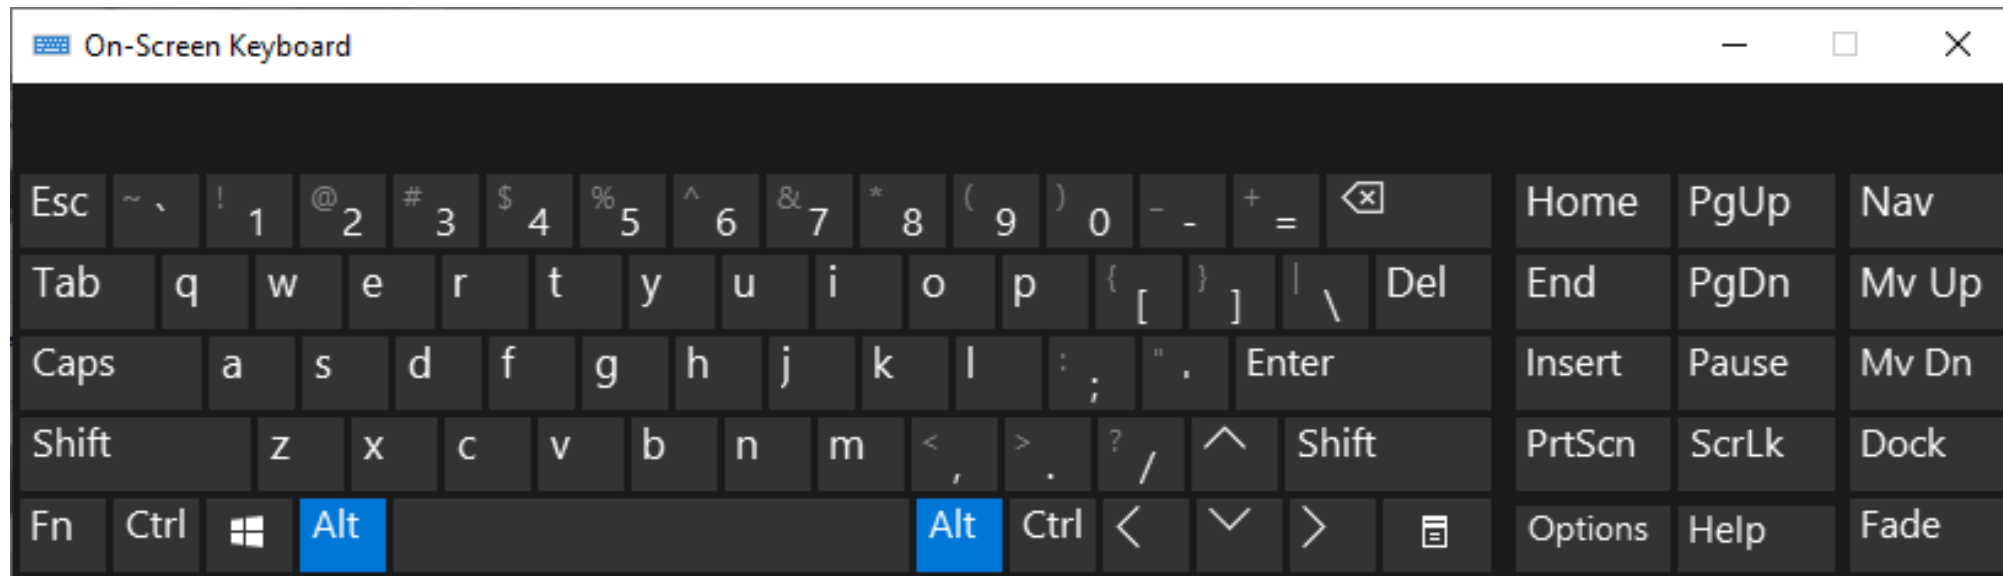 On-Screen Keyboard
Esc ~ ` ! 1 @ 2 # 3 $ 4 % 5 ^ 6 & 7 * 8 ( 9 ) 0 _ - + = Home PgUp Nav
Tab q w e r t y u i o p { [ } ] | \ Del End PgDn Mv Up
Caps a s d f g h j k l : ; " ' Enter Insert Pause Mv Dn
Shift z x c v b n m < , > . ? / Shift PrtScn ScrLk Dock
Fn Ctrl Alt Alt Ctrl Options Help Fade